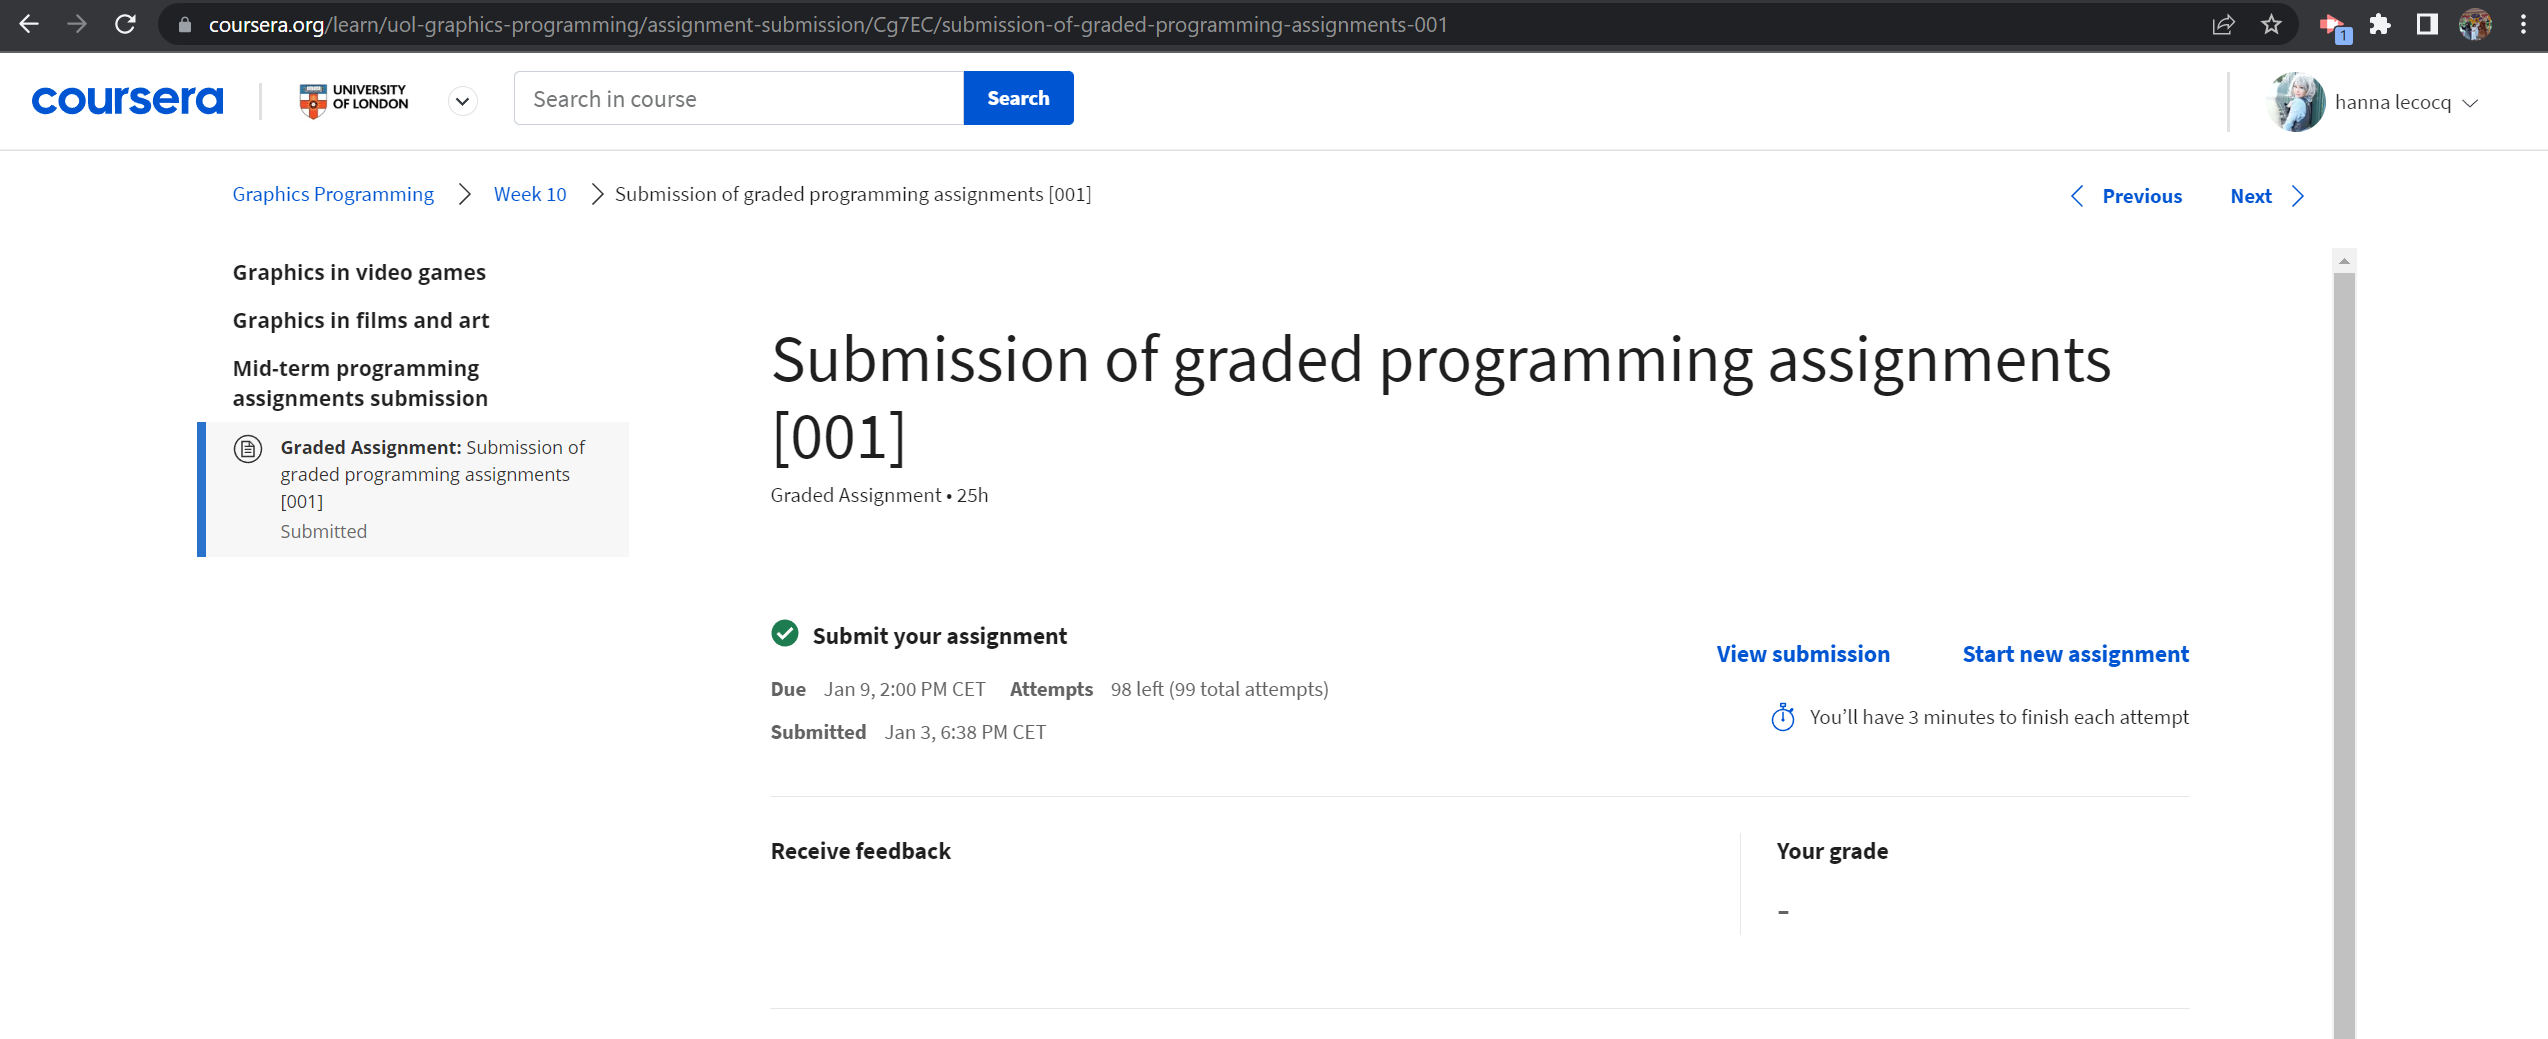 coursera.org/learn/uol-graphics-programming/assignment-submission/Cg7EC/submission-of-graded-programming-assignments-001
1
coursera
UNIVERSITY
OF LONDON
Search in course
Search
hanna lecocq
Graphics Programming
Week 10
Submission of graded programming assignments [001]
Previous
Next
Graphics in video games
Graphics in films and art
Mid-term programming
assignments submission
Graded Assignment: Submission of
graded programming assignments
[001]
Submitted
Submission of graded programming assignments
[001]
Graded Assignment • 25h
Submit your assignment
View submission
Start new assignment
Due Jan 9, 2:00 PM CET Attempts 98 left (99 total attempts)
Submitted Jan 3, 6:38 PM CET
You’ll have 3 minutes to finish each attempt
Receive feedback
Your grade
-